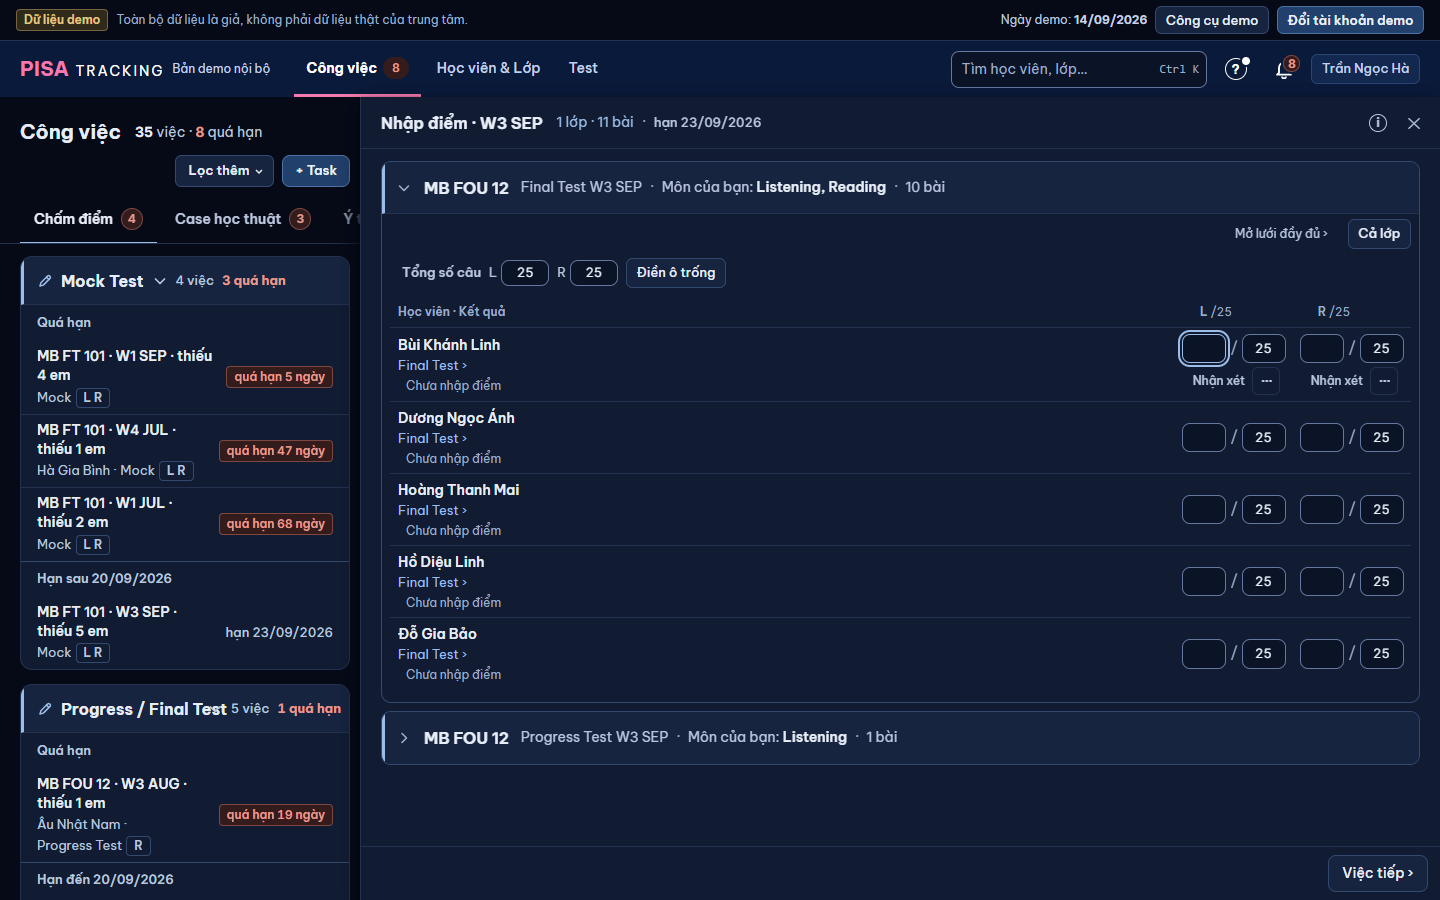 Dữ liệu demo Toàn bộ dữ liệu là giả, không phải dữ liệu thật của trung tâm. Ngày demo: 14/09/2026 Công cụ demo Đổi tài khoản demo
PISA TRACKING Bản demo nội bộ Công việc 8 Học viên & Lớp Test Tìm học viên, lớp... Ctrl K ? 8 Trần Ngọc Hà
Công việc 35 việc · 8 quá hạn
Lọc thêm + Task
Chấm điểm 4 Case học thuật 3 Ý
Mock Test 4 việc 3 quá hạn
Quá hạn
MB FT 101 · W1 SEP · thiếu
4 em
quá hạn 5 ngày
Mock L R
MB FT 101 · W4 JUL ·
thiếu 1 em
quá hạn 47 ngày
Hà Gia Bình · Mock L R
MB FT 101 · W1 JUL ·
thiếu 2 em
quá hạn 68 ngày
Mock L R
Hạn sau 20/09/2026
MB FT 101 · W3 SEP ·
thiếu 5 em
hạn 23/09/2026
Mock L R
Progress / Final Test 5 việc 1 quá hạn
Quá hạn
MB FOU 12 · W3 AUG ·
thiếu 1 em
quá hạn 19 ngày
Âu Nhật Nam ·
Progress Test R
Hạn đến 20/09/2026
Nhập điểm · W3 SEP 1 lớp · 11 bài · hạn 23/09/2026
MB FOU 12 Final Test W3 SEP · Môn của bạn: Listening, Reading · 10 bài
Mở lưới đầy đủ › Cả lớp
Tổng số câu L 25 R 25 Điền ô trống
Học viên · Kết quả L /25 R /25
Bùi Khánh Linh / 25 / 25
Final Test ›
Chưa nhập điểm Nhận xét --- Nhận xét ---
Dương Ngọc Ánh
Final Test › / 25 / 25
Chưa nhập điểm
Hoàng Thanh Mai
Final Test › / 25 / 25
Chưa nhập điểm
Hồ Diệu Linh
Final Test › / 25 / 25
Chưa nhập điểm
Đỗ Gia Bảo
Final Test › / 25 / 25
Chưa nhập điểm
MB FOU 12 Progress Test W3 SEP · Môn của bạn: Listening · 1 bài
Việc tiếp ›